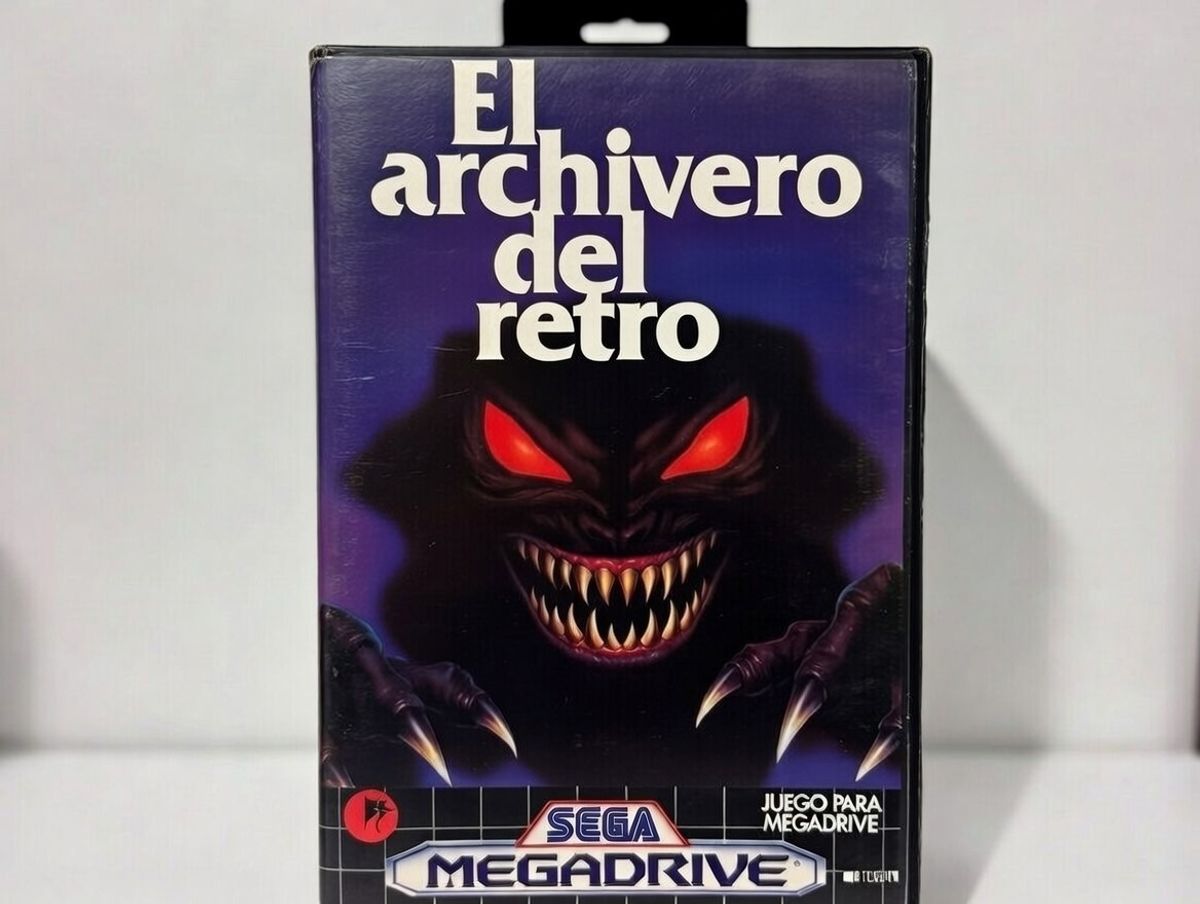 El
archivero
del
retro
JUEGO PARA
MEGADRIVE
SEGA
MEGADRIVE